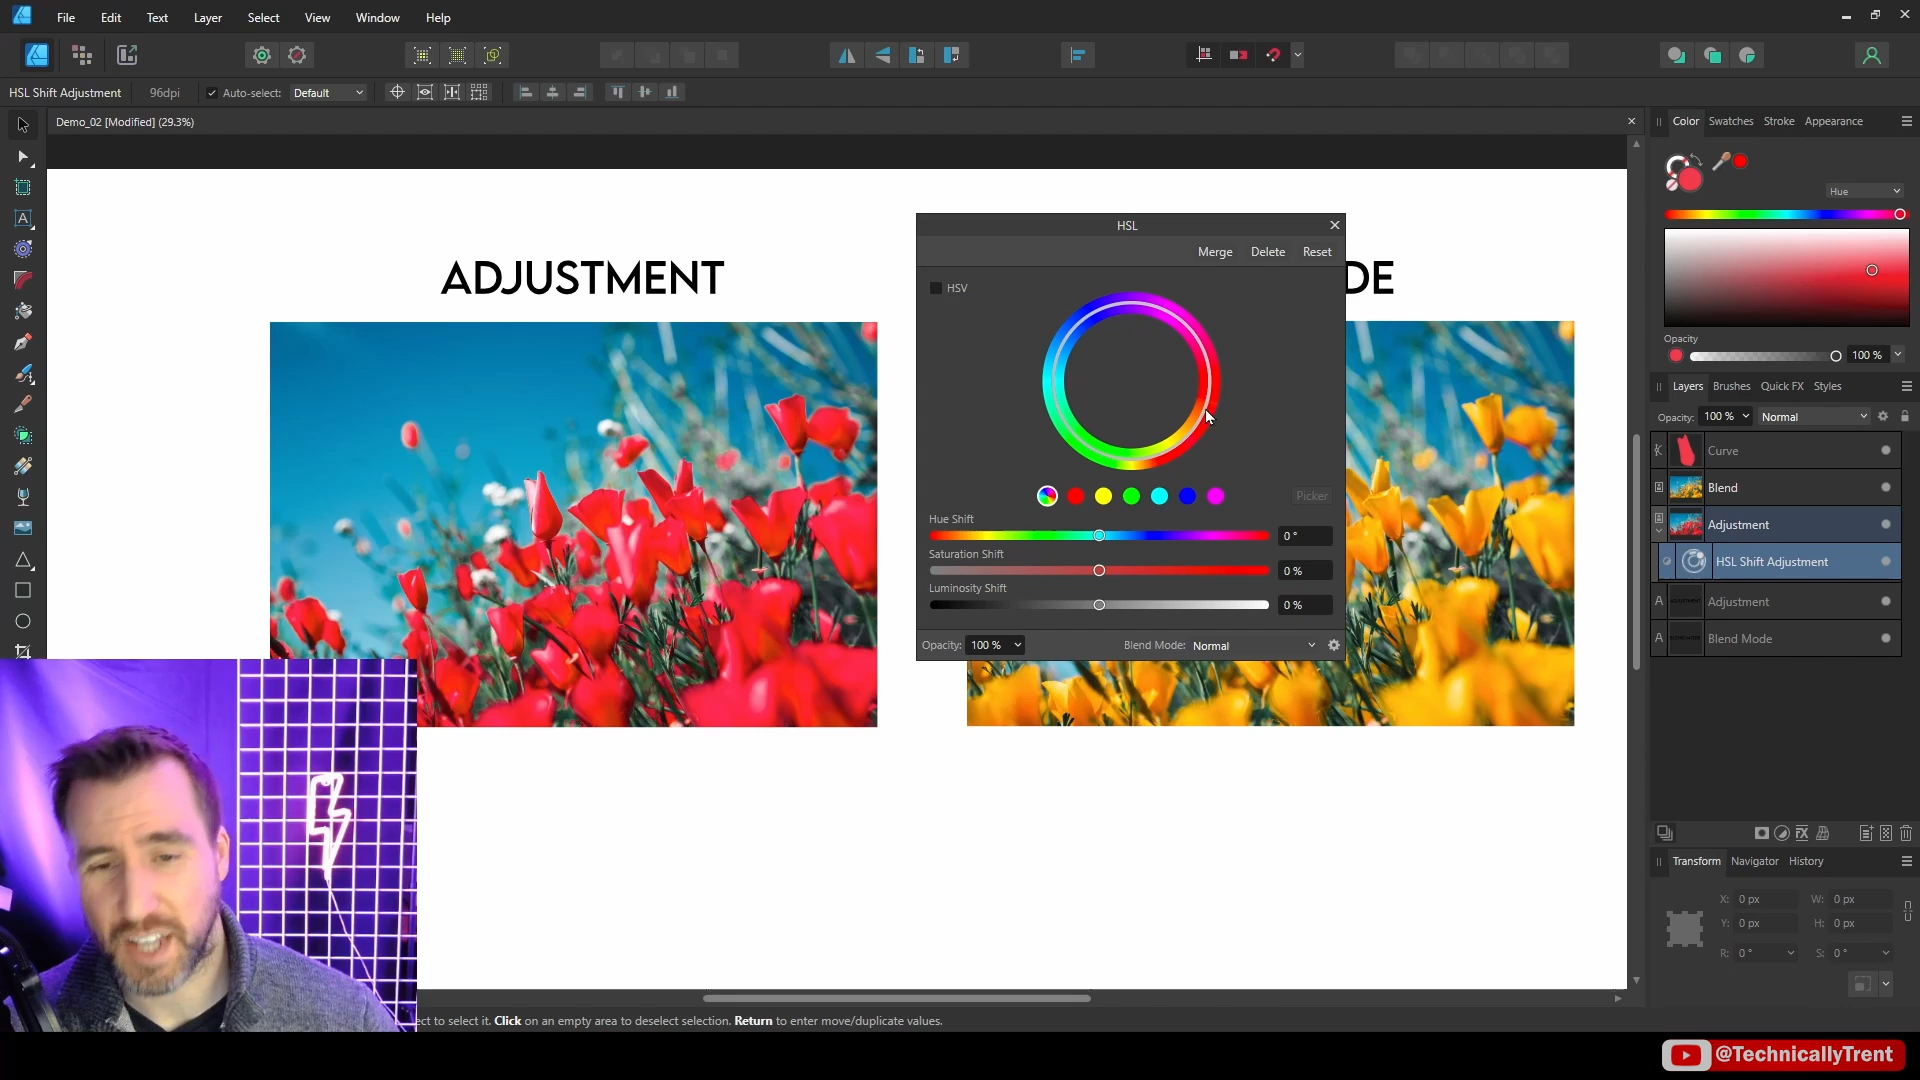 File Edit Text Layer Select View Window Help
HSL Shift Adjustment 96dpi Auto-select: Default
Demo_02 [Modified] (29.3%)
ADJUSTMENT
DE
HSL
Merge Delete Reset
HSV
Picker
Hue Shift
0 °
Saturation Shift
0 %
Luminosity Shift
0 %
Opacity: 100 % Blend Mode: Normal
Color Swatches Stroke Appearance
Hue
Opacity
100 %
Layers Brushes Quick FX Styles
Opacity: 100 % Normal
Curve
Blend
Adjustment
HSL Shift Adjustment
A Adjustment
A Blend Mode
Transform Navigator History
X: 0 px W: 0 px
Y: 0 px H: 0 px
R: 0 ° S: 0 °
ect to select it. Click on an empty area to deselect selection. Return to enter move/duplicate values.
@TechnicallyTrent